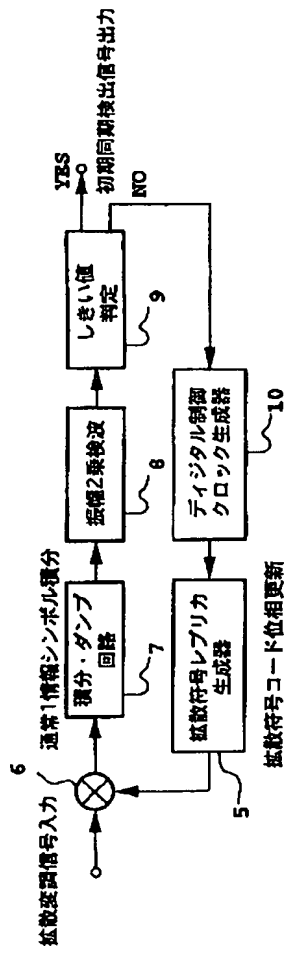 拡散変調信号入力
6
通常1情報シンボル積分
積分・ダンプ
回路
7
振幅2乗検波
8
しきい値
判定
9
YES
初期同期検出信号出力
NO
ディジタル制御
クロック生成器
10
拡散符号レプリカ
生成器
5
拡散符号コード位相更新